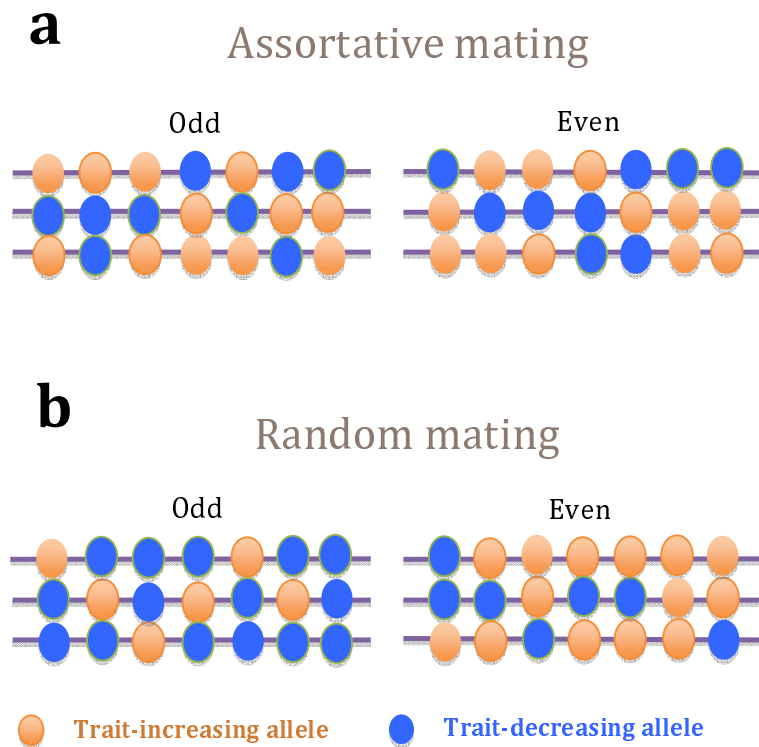 a
Assortative mating
Odd
Even
b
Random mating
Odd
Even
Trait-increasing allele
Trait-decreasing allele